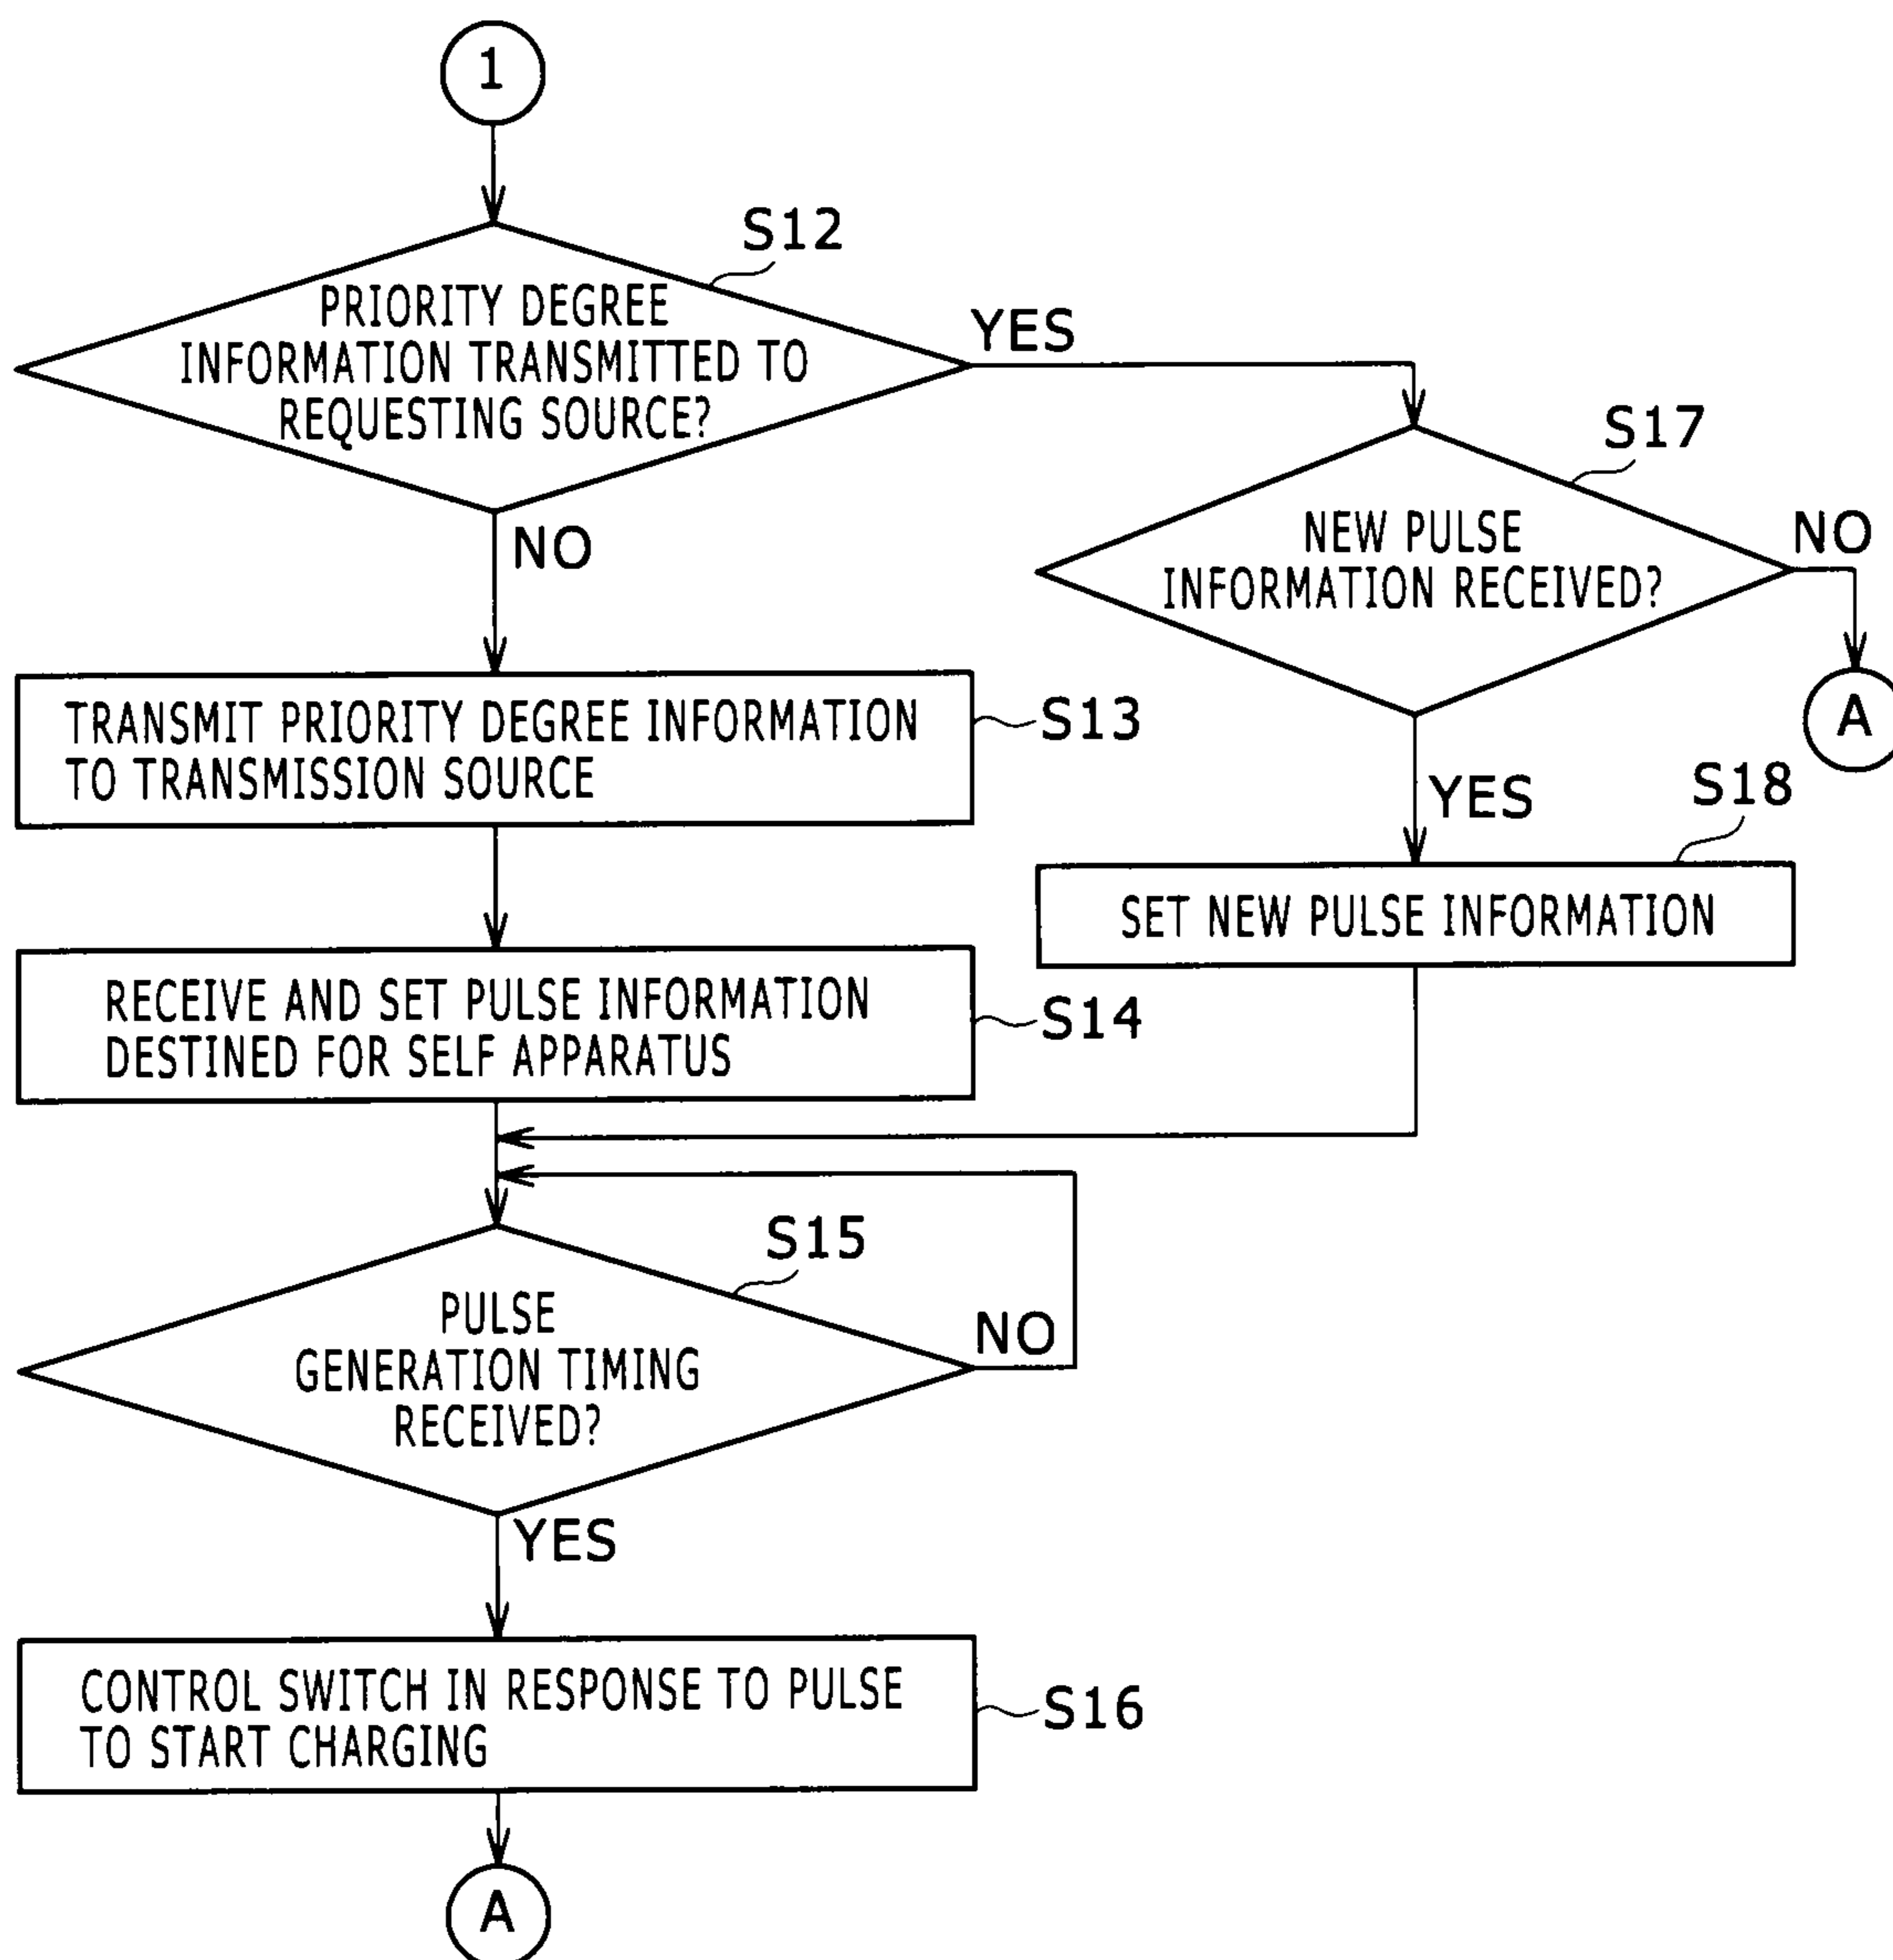 1
S12
PRIORITY DEGREE
INFORMATION TRANSMITTED TO
REQUESTING SOURCE?
YES
NO
S17
NEW PULSE
INFORMATION RECEIVED?
NO
A
YES
TRANSMIT PRIORITY DEGREE INFORMATION
TO TRANSMISSION SOURCE
S13
S18
SET NEW PULSE INFORMATION
RECEIVE AND SET PULSE INFORMATION
DESTINED FOR SELF APPARATUS
S14
S15
PULSE
GENERATION TIMING
RECEIVED?
NO
YES
CONTROL SWITCH IN RESPONSE TO PULSE
TO START CHARGING
S16
A